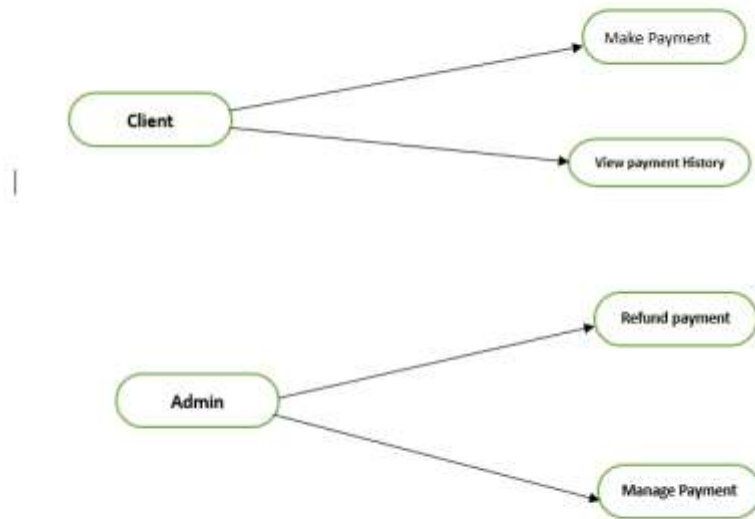 Make Payment
Client
View payment History
Refund payment
Admin
Manage Payment